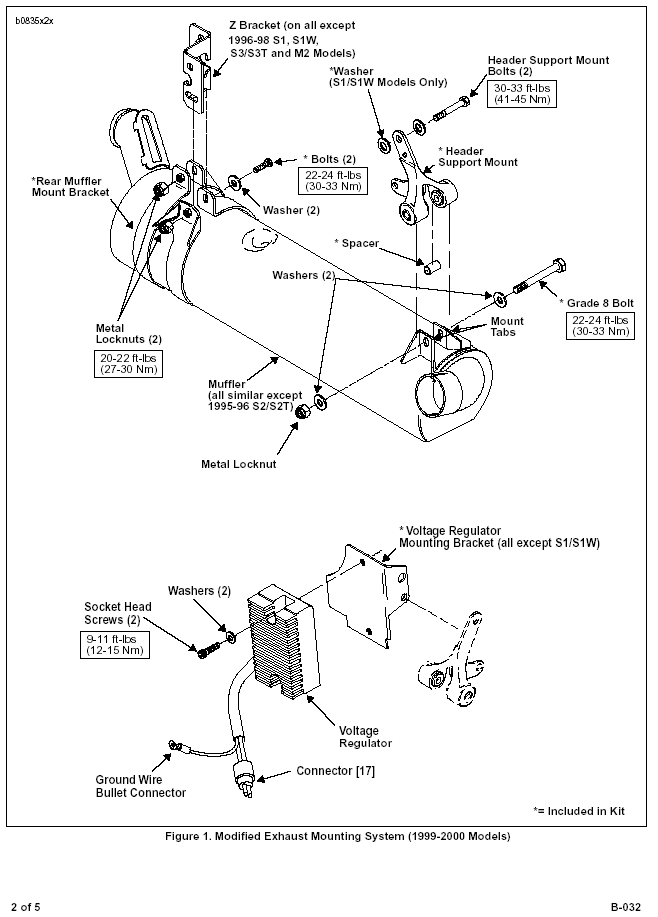 b0835x2x
Z Bracket (on all except
1996-98 S1, S1W,
S3/S3T and M2 Models)
*Washer
(S1/S1W Models Only)
Header Support Mount
Bolts (2)
30-33 ft-lbs
(41-45 Nm)
* Header
Support Mount
* Bolts (2)
22-24 ft-lbs
(30-33 Nm)
*Rear Muffler
Mount Bracket
Washer (2)
* Spacer
Washers (2)
* Grade 8 Bolt
22-24 ft-lbs
(30-33 Nm)
Mount
Tabs
Metal
Locknuts (2)
20-22 ft-lbs
(27-30 Nm)
Muffler
(all similar except
1995-96 S2/S2T)
Metal Locknut
* Voltage Regulator
Mounting Bracket (all except S1/S1W)
Washers (2)
Socket Head
Screws (2)
9-11 ft-lbs
(12-15 Nm)
Voltage
Regulator
Connector [17]
Ground Wire
Bullet Connector
*= Included in Kit
Figure 1. Modified Exhaust Mounting System (1999-2000 Models)
2 of 5
B-032